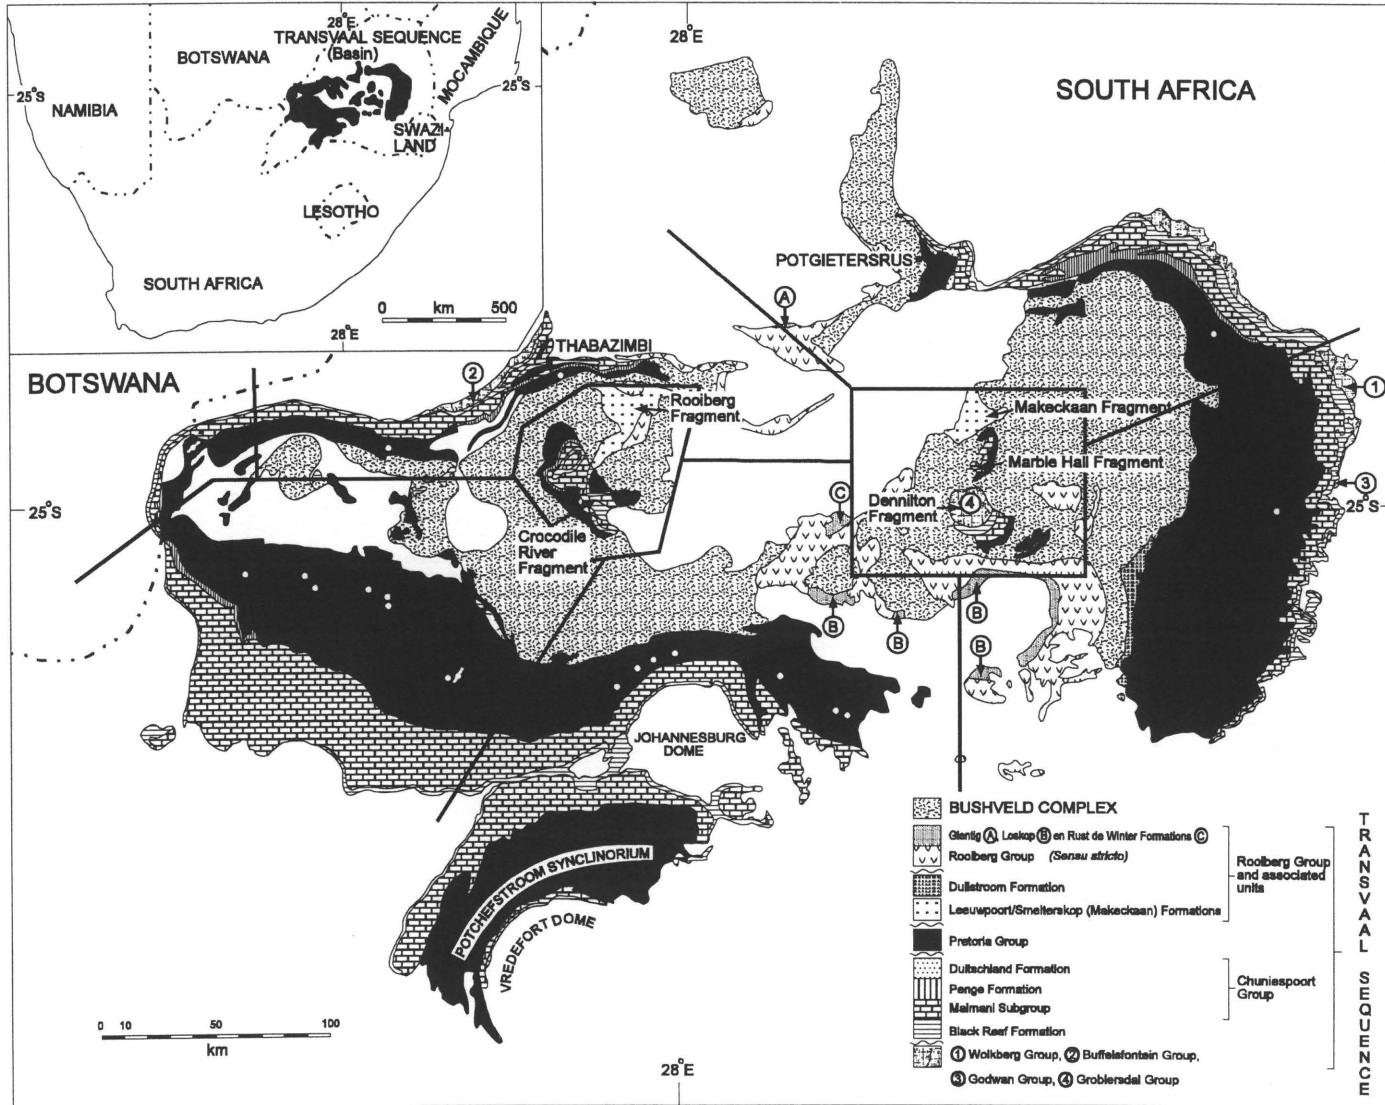 28°E
TRANSVAAL SEQUENCE
(Basin)
BOTSWANA
MOCAMBIQUE
25°S
25°S
NAMIBIA
SWAZI-
LAND
LESOTHO
SOUTH AFRICA
0 km 500
28°E
28°E
SOUTH AFRICA
POTGIETERSRUS
A
THABAZIMBI
BOTSWANA
2
1
Rooiberg
Fragment
Makeckaan Fragment
Marble Hall Fragment
3
25°S
C
Dennilton
Fragment
4
25°S
Crocodile
River
Fragment
B
B
B
B
JOHANNESBURG
DOME
POTCHEFSTROOM SYNCLINORIUM
VREDEFORT DOME
0 10 50 100
km
28°E
BUSHVELD COMPLEX
Glentig A, Loskop B en Rust de Winter Formations C
Rooiberg Group (Sensu stricto)
Dullstroom Formation
Leeuwpoort/Smelterskop (Makeckaan) Formations
Rooiberg Group
and associated
units
Pretoria Group
Duitschland Formation
Penge Formation
Malmani Subgroup
Chuniespoort
Group
Black Reef Formation
1 Wolkberg Group, 2 Buffelsfontein Group,
3 Godwan Group, 4 Groblersdal Group
TRANSVAAL SEQUENCE